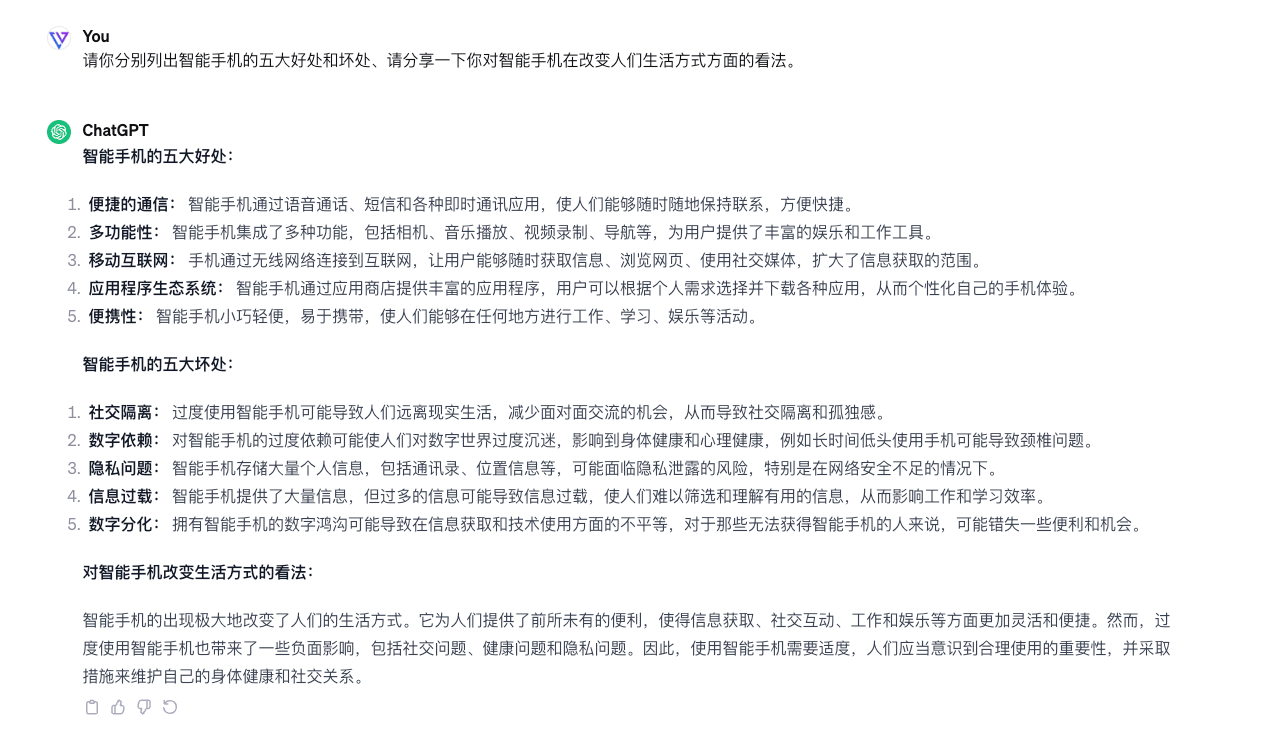 You
请你分别列出智能手机的五大好处和坏处、请分享一下你对智能手机在改变人们生活方式方面的看法。
ChatGPT
智能手机的五大好处：
1. 便捷的通信： 智能手机通过语音通话、短信和各种即时通讯应用，使人们能够随时随地保持联系，方便快捷。
2. 多功能性： 智能手机集成了多种功能，包括相机、音乐播放、视频录制、导航等，为用户提供了丰富的娱乐和工作工具。
3. 移动互联网： 手机通过无线网络连接到互联网，让用户能够随时获取信息、浏览网页、使用社交媒体，扩大了信息获取的范围。
4. 应用程序生态系统： 智能手机通过应用商店提供丰富的应用程序，用户可以根据个人需求选择并下载各种应用，从而个性化自己的手机体验。
5. 便携性： 智能手机小巧轻便，易于携带，使人们能够在任何地方进行工作、学习、娱乐等活动。
智能手机的五大坏处：
1. 社交隔离： 过度使用智能手机可能导致人们远离现实生活，减少面对面交流的机会，从而导致社交隔离和孤独感。
2. 数字依赖： 对智能手机的过度依赖可能使人们对数字世界过度沉迷，影响到身体健康和心理健康，例如长时间低头使用手机可能导致颈椎问题。
3. 隐私问题： 智能手机存储大量个人信息，包括通讯录、位置信息等，可能面临隐私泄露的风险，特别是在网络安全不足的情况下。
4. 信息过载： 智能手机提供了大量信息，但过多的信息可能导致信息过载，使人们难以筛选和理解有用的信息，从而影响工作和学习效率。
5. 数字分化： 拥有智能手机的数字鸿沟可能导致在信息获取和技术使用方面的不平等，对于那些无法获得智能手机的人来说，可能错失一些便利和机会。
对智能手机改变生活方式的看法：
智能手机的出现极大地改变了人们的生活方式。它为人们提供了前所未有的便利，使得信息获取、社交互动、工作和娱乐等方面更加灵活和便捷。然而，过
度使用智能手机也带来了一些负面影响，包括社交问题、健康问题和隐私问题。因此，使用智能手机需要适度，人们应当意识到合理使用的重要性，并采取
措施来维护自己的身体健康和社交关系。